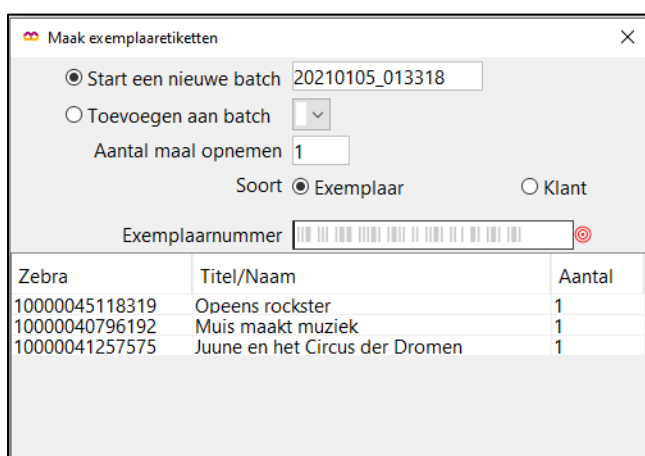 Maak exemplaaretiketten
Start een nieuwe batch 20210105_013318
Toevoegen aan batch
Aantal maal opnemen 1
Soort Exemplaar Klant
Exemplaarnummer
Zebra Titel/Naam Aantal
10000045118319 Opeens rockster 1
10000040796192 Muis maakt muziek 1
10000041257575 Juune en het Circus der Dromen 1